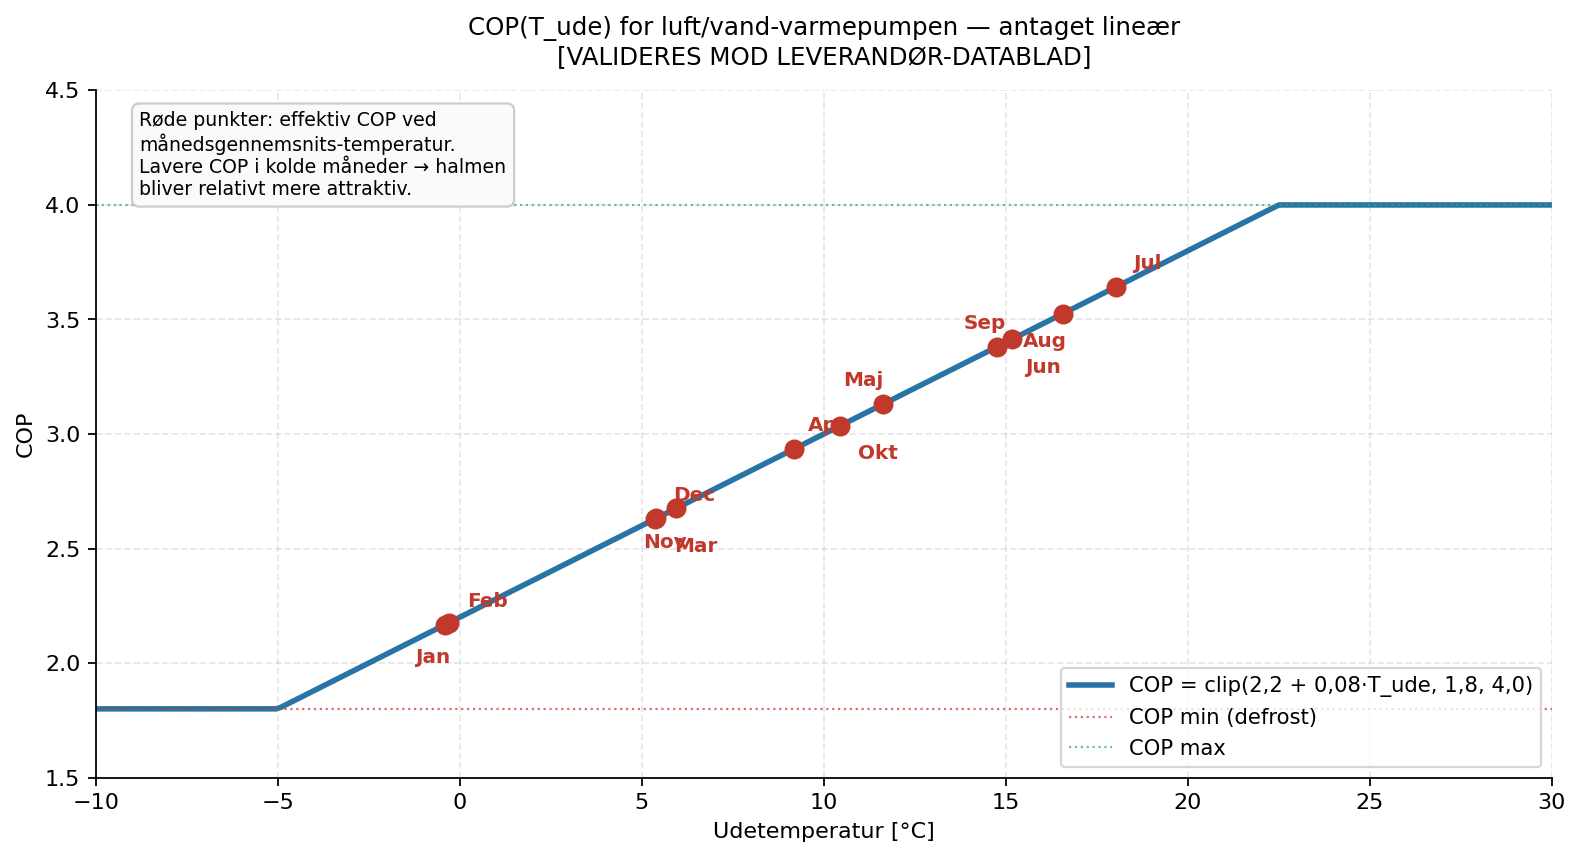 COP(T_ude) for luft/vand-varmepumpen — antaget lineær
[VALIDERES MOD LEVERANDØR-DATABLAD]
4.5
4.0
3.5
3.0
2.5
2.0
1.5
COP
Røde punkter: effektiv COP ved
månedsgennemsnits-temperatur.
Lavere COP i kolde måneder → halmen
bliver relativt mere attraktiv.
Jul
Sep
Aug
Jun
Maj
Apr
Okt
Dec
Nov
Mar
Feb
Jan
COP = clip(2,2 + 0,08·T_ude, 1,8, 4,0)
COP min (defrost)
COP max
−10
−5
0
5
10
15
20
25
30
Udetemperatur [°C]